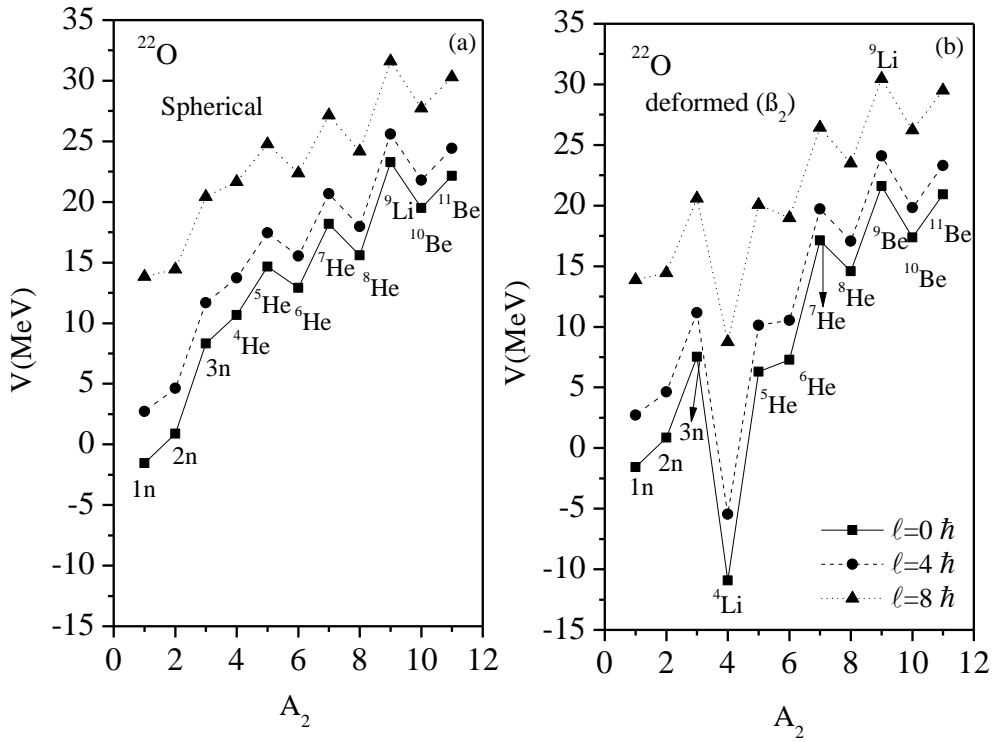 ²²O
(a)
Spherical
35
30
25
20
15
10
5
0
-5
-10
-15
V(MeV)
1n
2n
3n
⁴He
⁵He
⁶He
⁷He
⁸He
⁹Li
¹⁰Be
¹¹Be
0 2 4 6 8 10 12
A₂
²²O
(b)
deformed (ß₂)
⁹Li
35
30
25
20
15
10
5
0
-5
-10
-15
V(MeV)
1n
2n
3n
⁴Li
⁵He
⁶He
⁷He
⁸He
⁹Be
¹⁰Be
¹¹Be
ℓ=0 ℏ
ℓ=4 ℏ
ℓ=8 ℏ
0 2 4 6 8 10 12
A₂